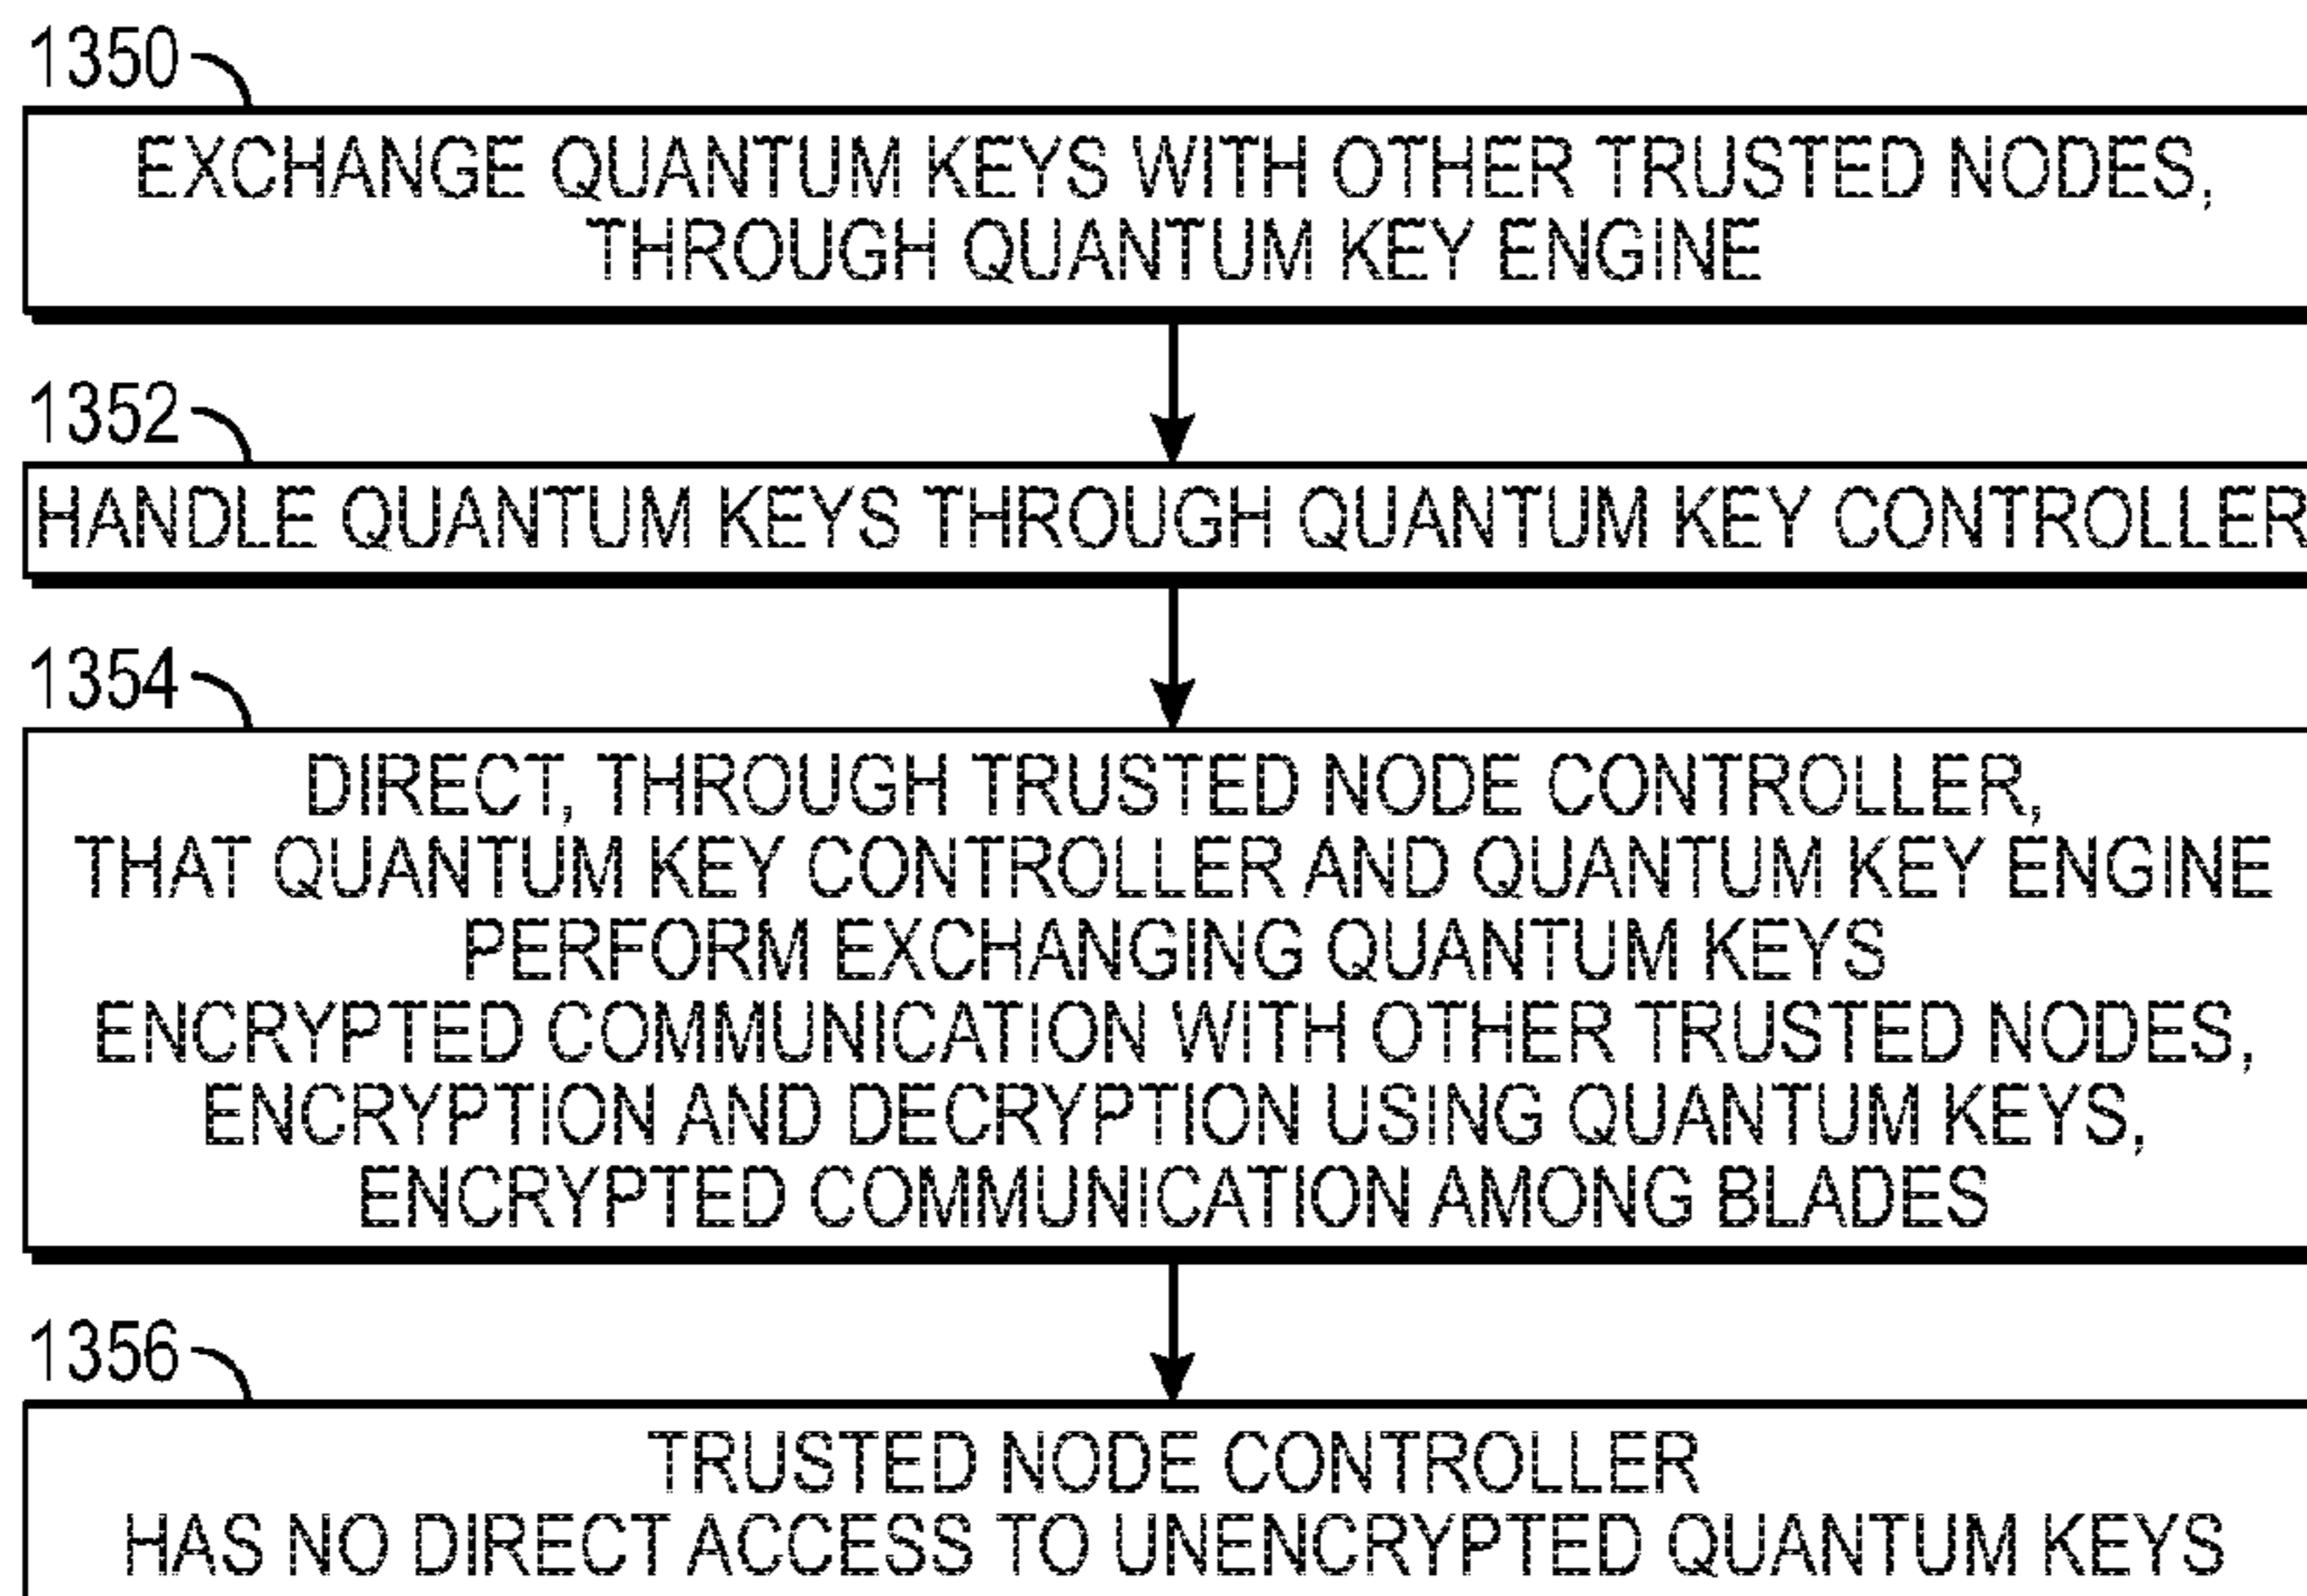 1350
EXCHANGE QUANTUM KEYS WITH OTHER TRUSTED NODES,
THROUGH QUANTUM KEY ENGINE
1352
HANDLE QUANTUM KEYS THROUGH QUANTUM KEY CONTROLLER
1354
DIRECT, THROUGH TRUSTED NODE CONTROLLER,
THAT QUANTUM KEY CONTROLLER AND QUANTUM KEY ENGINE
PERFORM EXCHANGING QUANTUM KEYS
ENCRYPTED COMMUNICATION WITH OTHER TRUSTED NODES,
ENCRYPTION AND DECRYPTION USING QUANTUM KEYS,
ENCRYPTED COMMUNICATION AMONG BLADES
1356
TRUSTED NODE CONTROLLER
HAS NO DIRECT ACCESS TO UNENCRYPTED QUANTUM KEYS